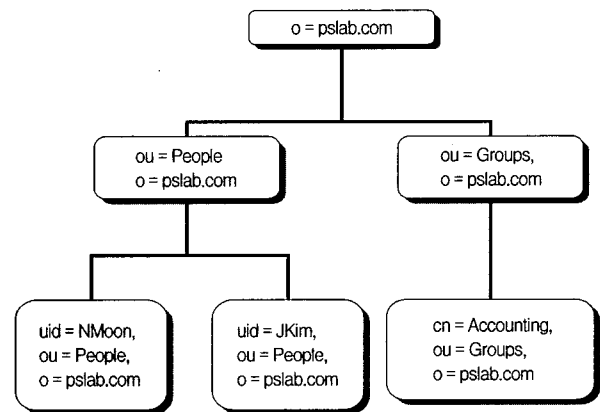 o = pslab.com
ou = People
o = pslab.com
ou = Groups,
o = pslab.com
uid = NMoon,
ou = People,
o = pslab.com
uid = JKim,
ou = People,
o = pslab.com
cn = Accounting,
ou = Groups,
o = pslab.com